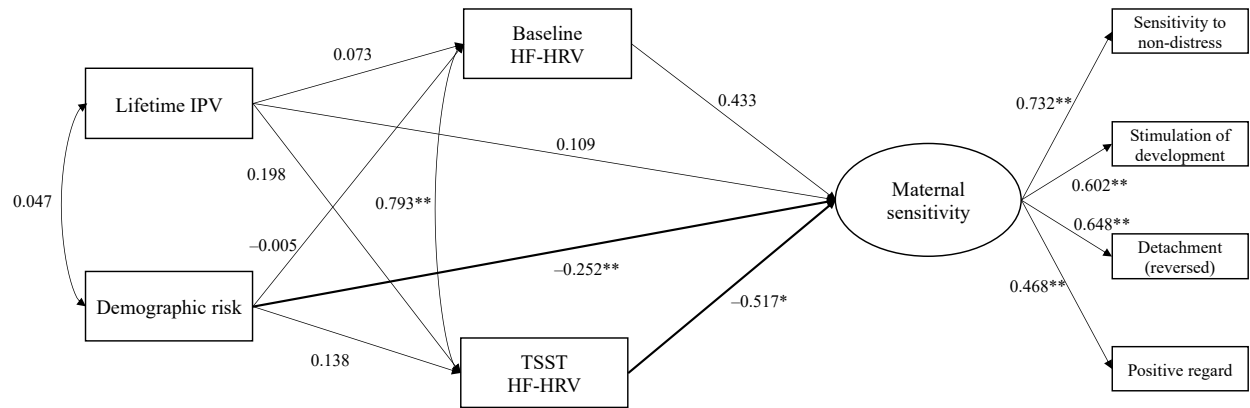 Baseline
HF-HRV
Sensitivity to
non-distress
0.073
Lifetime IPV
0.433
0.732**
0.109
Stimulation of
development
0.198
0.602**
Maternal
sensitivity
0.047
0.793**
0.648**
–0.005
–0.252**
Detachment
(reversed)
0.468**
Demographic risk
–0.517*
0.138
TSST
HF-HRV
Positive regard